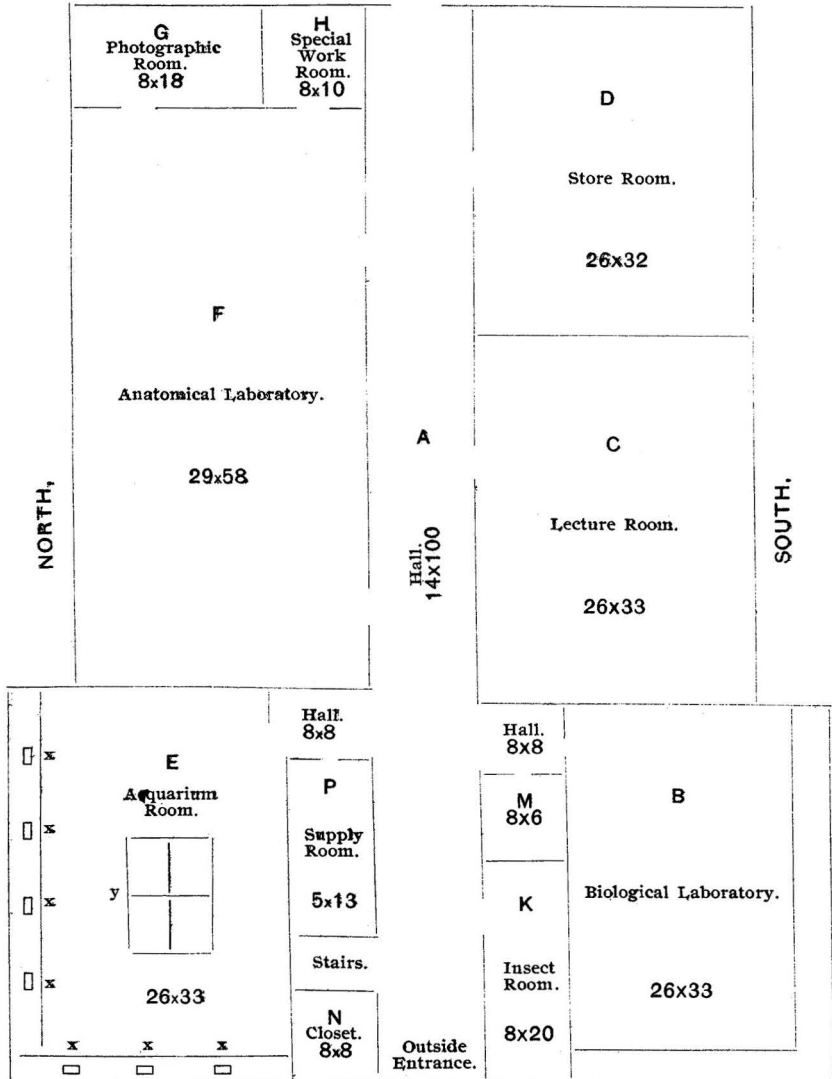 G
Photographic
Room.
8x18
H
Special
Work
Room.
8x10
D
Store Room.
26x32
F
Anatomical Laboratory.
29x58
A
Hall.
14x100
C
Lecture Room.
26x33
NORTH,
SOUTH,
Hall.
8x8
Hall.
8x8
E
Aquarium
Room.
26x33
P
Supply
Room.
5x13
M
8x6
B
Biological Laboratory.
26x33
K
Insect
Room.
8x20
Stairs.
N
Closet.
8x8
Outside
Entrance.
x
x
x
x
y
x x x